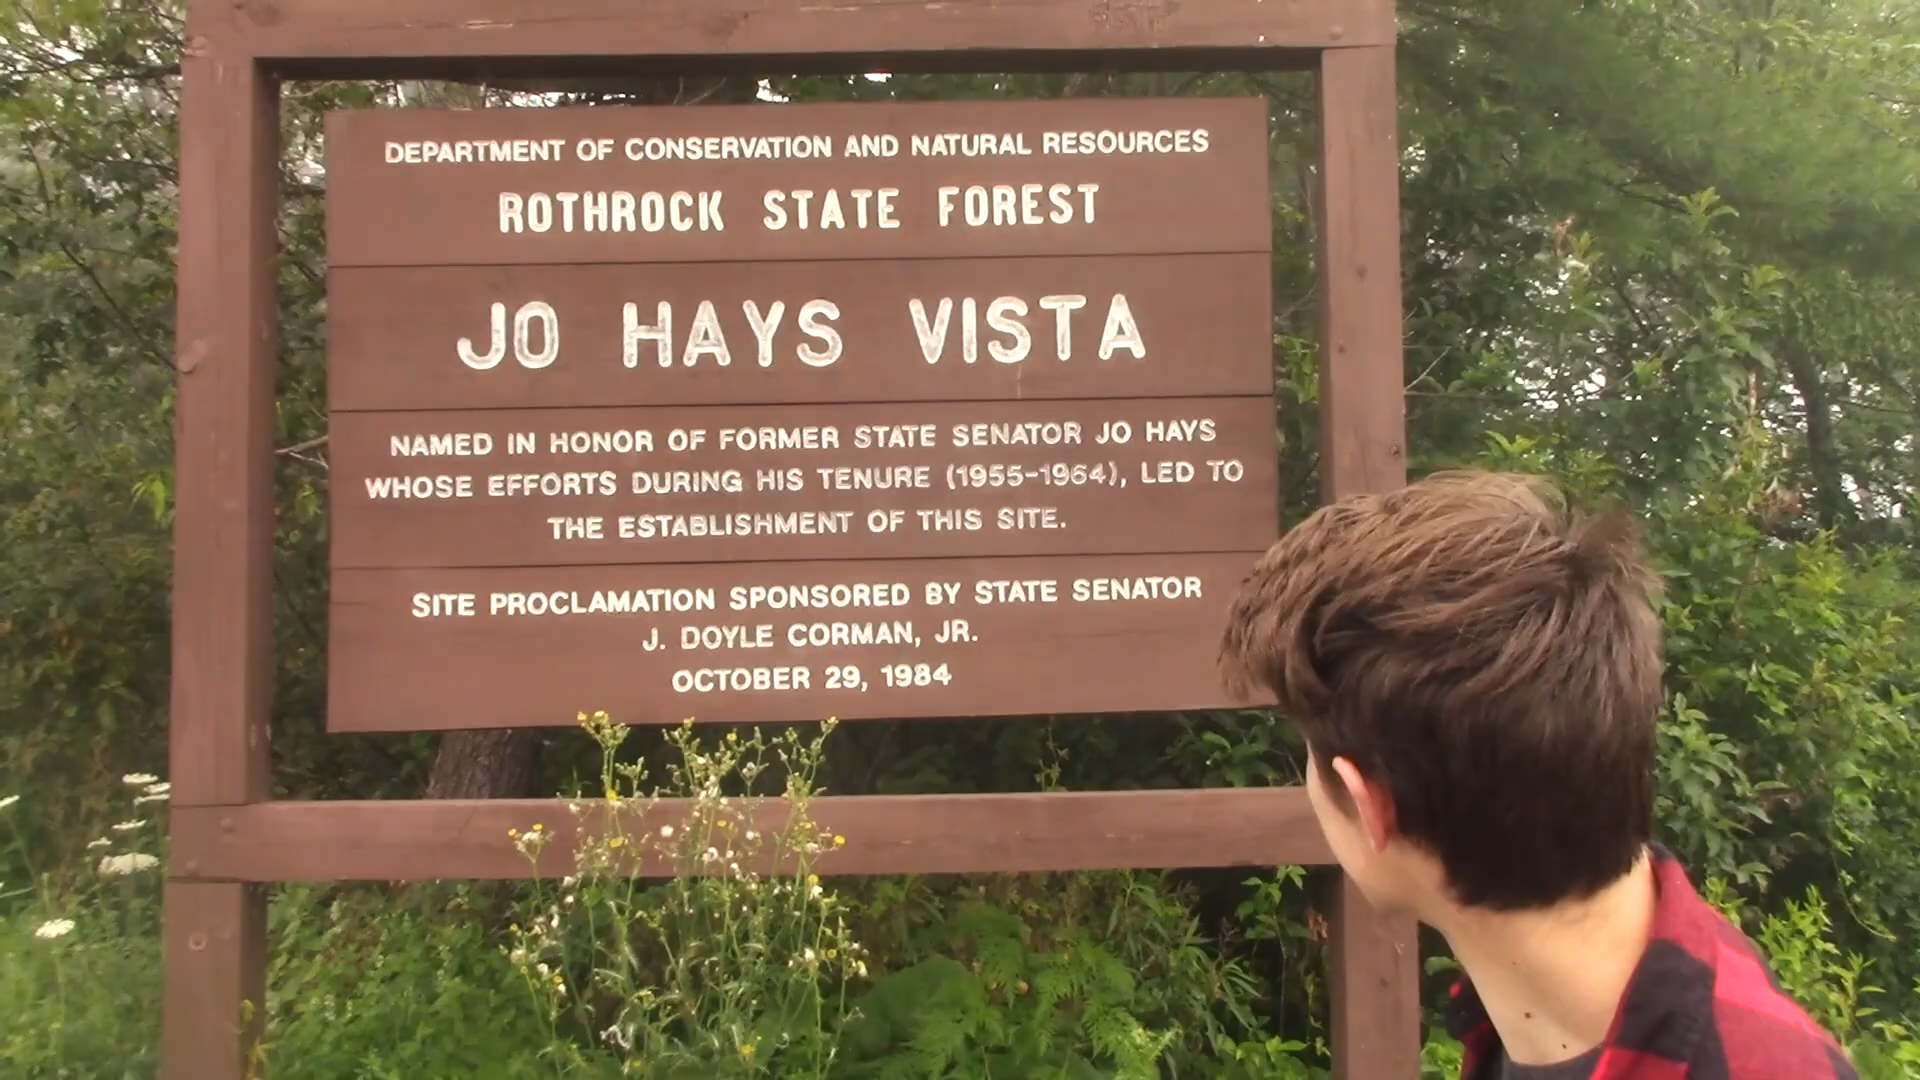 DEPARTMENT OF CONSERVATION AND NATURAL RESOURCES
ROTHROCK STATE FOREST
JO HAYS VISTA
NAMED IN HONOR OF FORMER STATE SENATOR JO HAYS
WHOSE EFFORTS DURING HIS TENURE (1955-1964), LED TO
THE ESTABLISHMENT OF THIS SITE.
SITE PROCLAMATION SPONSORED BY STATE SENATOR
J. DOYLE CORMAN, JR.
OCTOBER 29, 1984